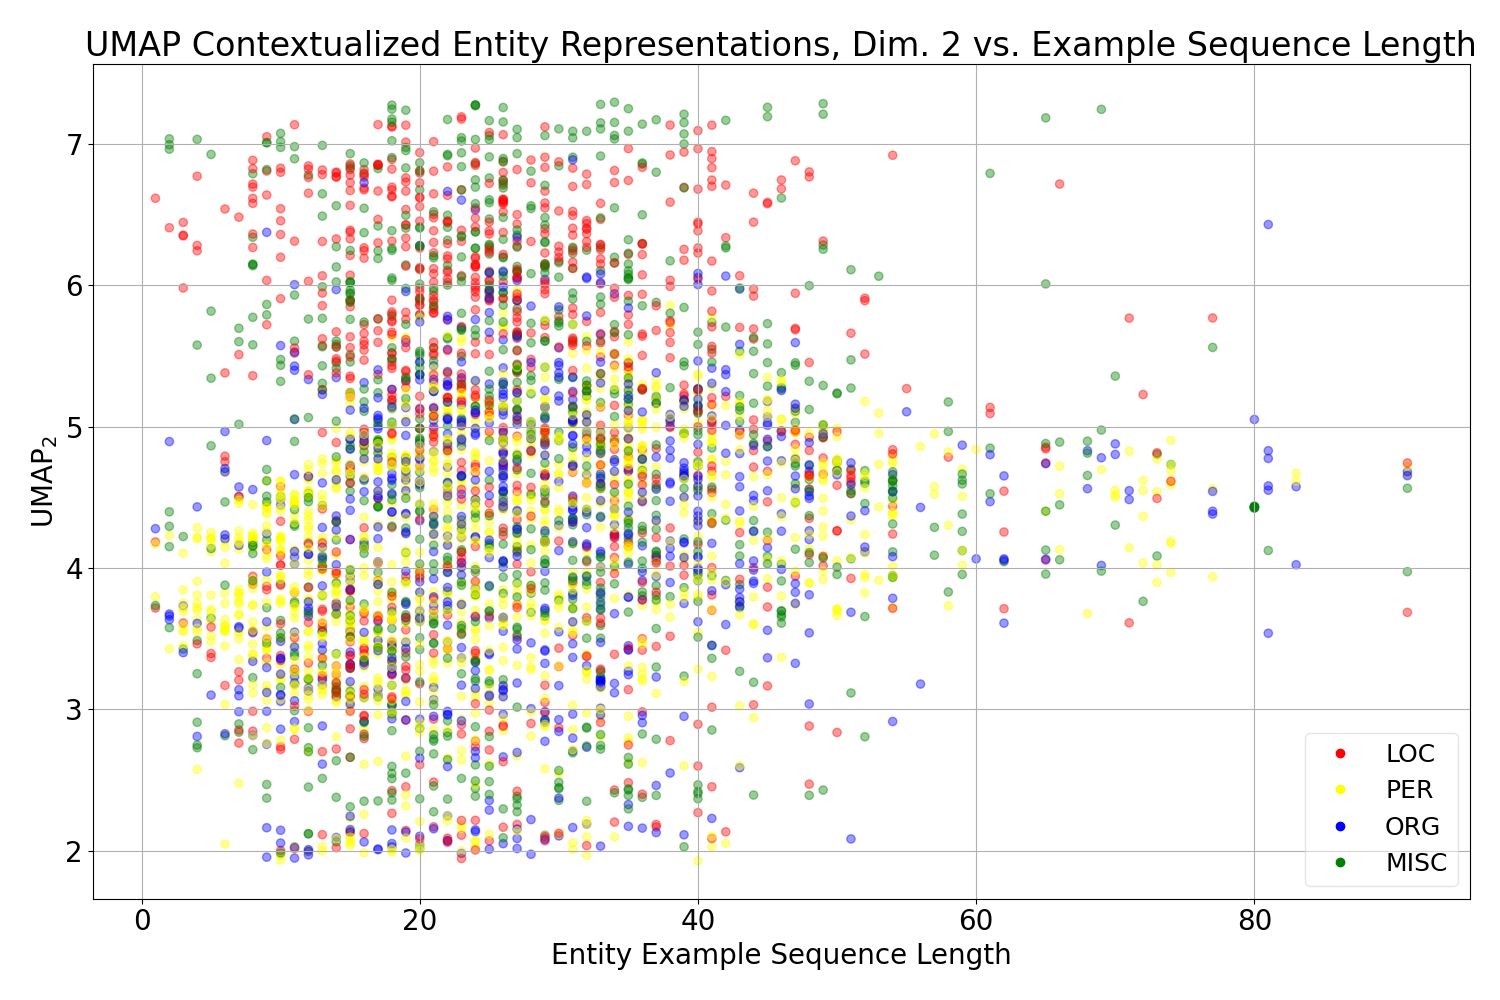 UMAP Contextualized Entity Representations, Dim. 2 vs. Example Sequence Length
7
6
5
4
3
2
UMAP₂
0 20 40 60 80
Entity Example Sequence Length
LOC
PER
ORG
MISC